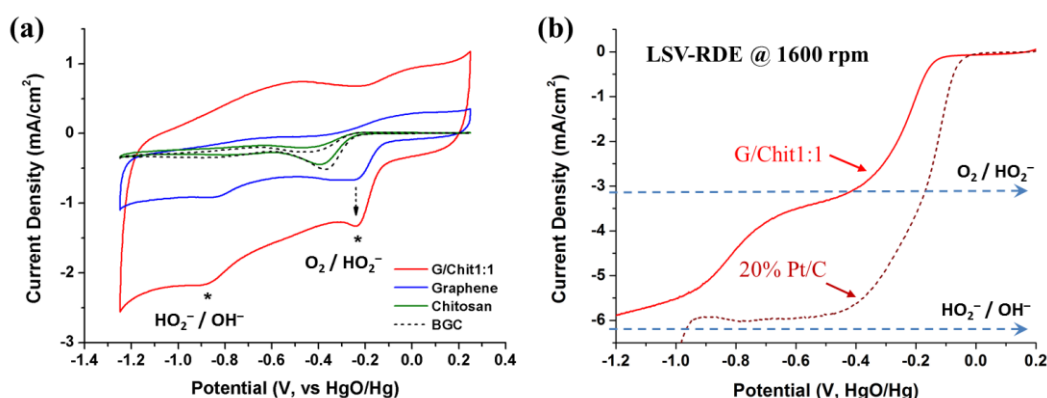 (a)
1
0
-1
-2
-3
Current Density (mA/cm²)
-1.2 -1.0 -0.8 -0.6 -0.4 -0.2 0.0 0.2 0.4
Potential (V, vs HgO/Hg)
*
O₂ / HO₂⁻
*
HO₂⁻ / OH⁻
G/Chit1:1
Graphene
Chitosan
BGC
(b)
LSV-RDE @ 1600 rpm
0
-1
-2
-3
-4
-5
-6
Current Density (mA/cm²)
G/Chit1:1
O₂ / HO₂⁻
20% Pt/C
HO₂⁻ / OH⁻
-1.2 -1.0 -0.8 -0.6 -0.4 -0.2 0.0 0.2
Potential (V, HgO/Hg)